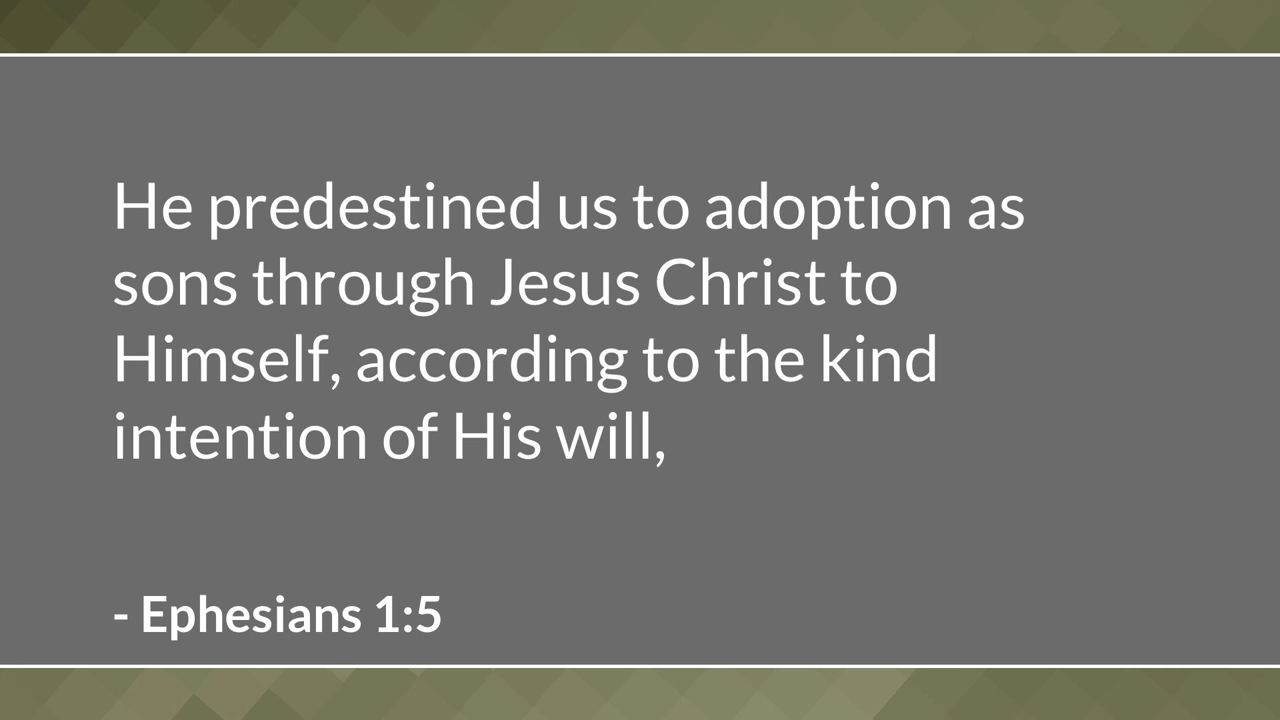 He predestined us to adoption as
sons through Jesus Christ to
Himself, according to the kind
intention of His will,
- Ephesians 1:5